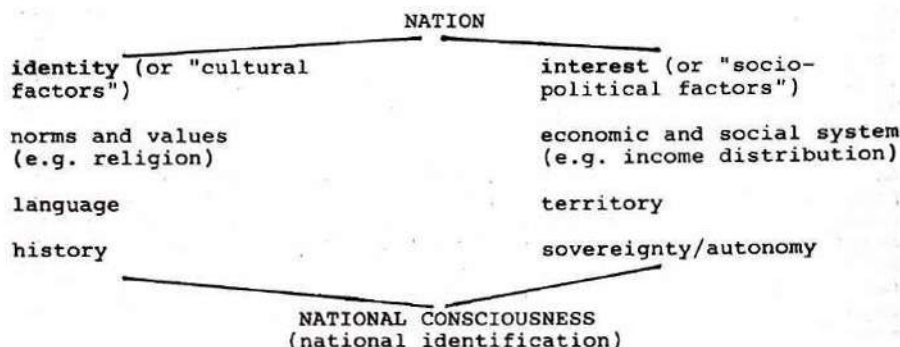 NATION
identity (or "cultural
factors")
interest (or "socio-
political factors")
norms and values
(e.g. religion)
economic and social system
(e.g. income distribution)
language
territory
history
sovereignty/autonomy
NATIONAL CONSCIOUSNESS
(national identification)